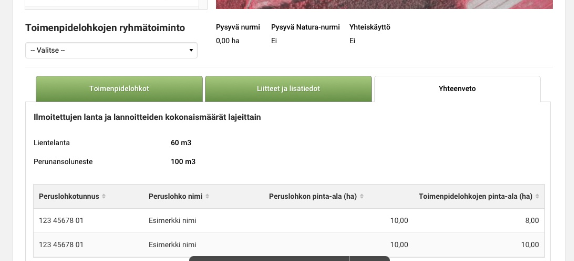 Toimenpidelohkojen ryhmätoiminto
Pysyvä nurmi Pysyvä Natura-nurmi Yhteiskäyttö
0,00 ha Ei Ei
-- Valitse --
Toimenpidelohkot Liitteet ja lisätiedot Yhteenveto
Ilmoitettujen lanta ja lannoitteiden kokonaismäärät lajeittain
Lietelanta 60 m3
Perunansoluneste 100 m3
Peruslohkotunnus Peruslohko nimi Peruslohkon pinta-ala (ha) Toimenpidelohkojen pinta-ala (ha)
123 45678 01 Esimerkki nimi 10,00 8,00
123 45678 01 Esimerkki nimi 10,00 10,00